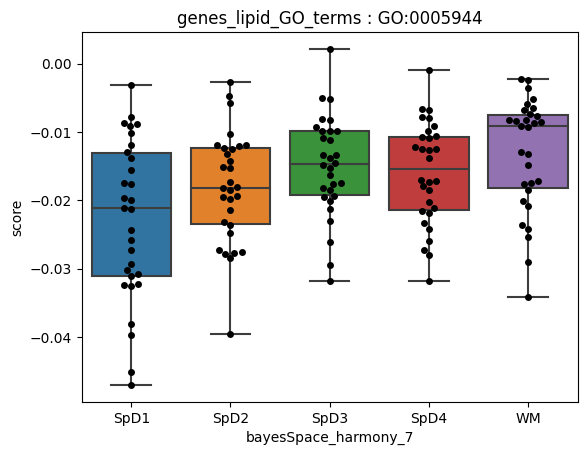 genes_lipid_GO_terms : GO:0005944
0.00
−0.01
−0.02
−0.03
−0.04
score
SpD1 SpD2 SpD3 SpD4 WM
bayesSpace_harmony_7